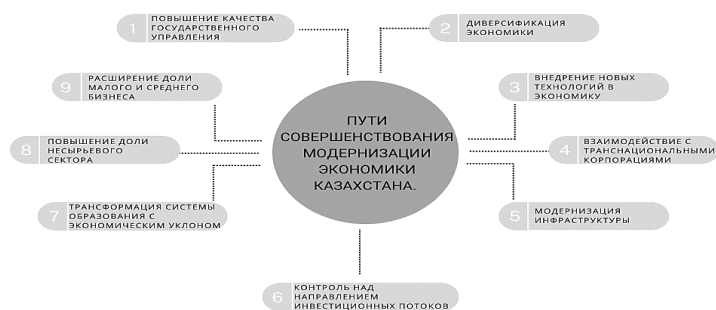 1 ПОВЫШЕНИЕ КАЧЕСТВА
ГОСУДАРСТВЕННОГО
УПРАВЛЕНИЯ
2 ДИВЕРСИФИКАЦИЯ
ЭКОНОМИКИ
3 ВНЕДРЕНИЕ НОВЫХ
ТЕХНОЛОГИЙ В
ЭКОНОМИКУ
4 ВЗАИМОДЕЙСТВИЕ С
ТРАНСНАЦИОНАЛЬНЫМИ
КОРПОРАЦИЯМИ
5 МОДЕРНИЗАЦИЯ
ИНФРАСТРУКТУРЫ
6 КОНТРОЛЬ НАД
НАПРАВЛЕНИЕМ
ИНВЕСТИЦИОННЫХ ПОТОКОВ
7 ТРАНСФОРМАЦИЯ СИСТЕМЫ
ОБРАЗОВАНИЯ С
ЭКОНОМИЧЕСКИМ УКЛОНОМ
8 ПОВЫШЕНИЕ ДОЛИ
НЕСЫРЬЕВОГО
СЕКТОРА
9 РАСШИРЕНИЕ ДОЛИ
МАЛОГО И СРЕДНЕГО
БИЗНЕСА
ПУТИ
СОВЕРШЕНСТВОВАНИЯ
МОДЕРНИЗАЦИИ
ЭКОНОМИКИ
КАЗАХСТАНА.